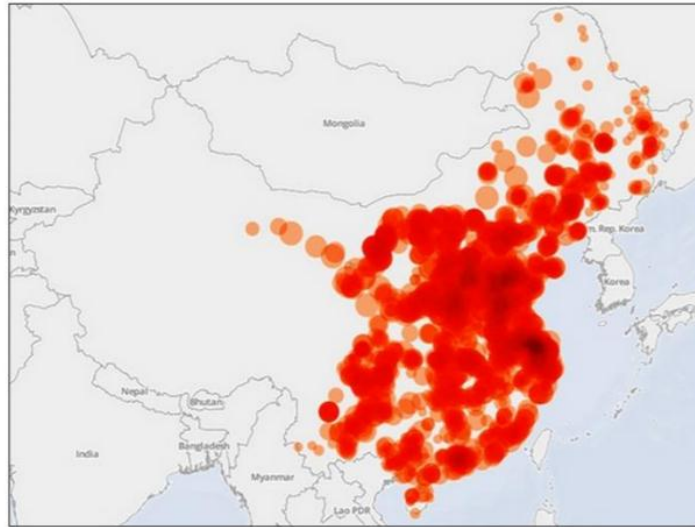 Mongolia
Kyrgyzstan
m. Rep. Korea
Korea
Nepal
Bhutan
Bangladesh
India
Myanmar
Lao PDR